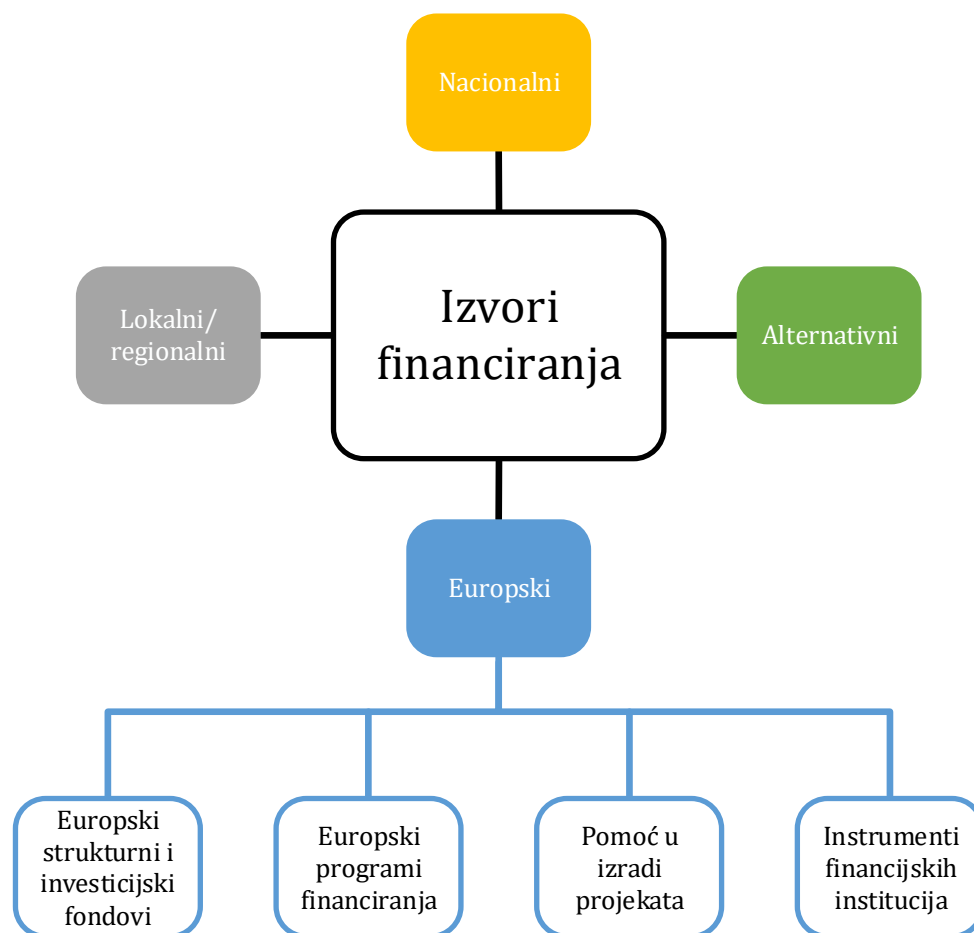 Nacionalni
Lokalni/
regionalni
Izvori
financiranja
Alternativni
Europski
Europski
strukturni i
investicijski
fondovi
Europski
programi
financiranja
Pomoć u
izradi
projekata
Instrumenti
financijskih
institucija